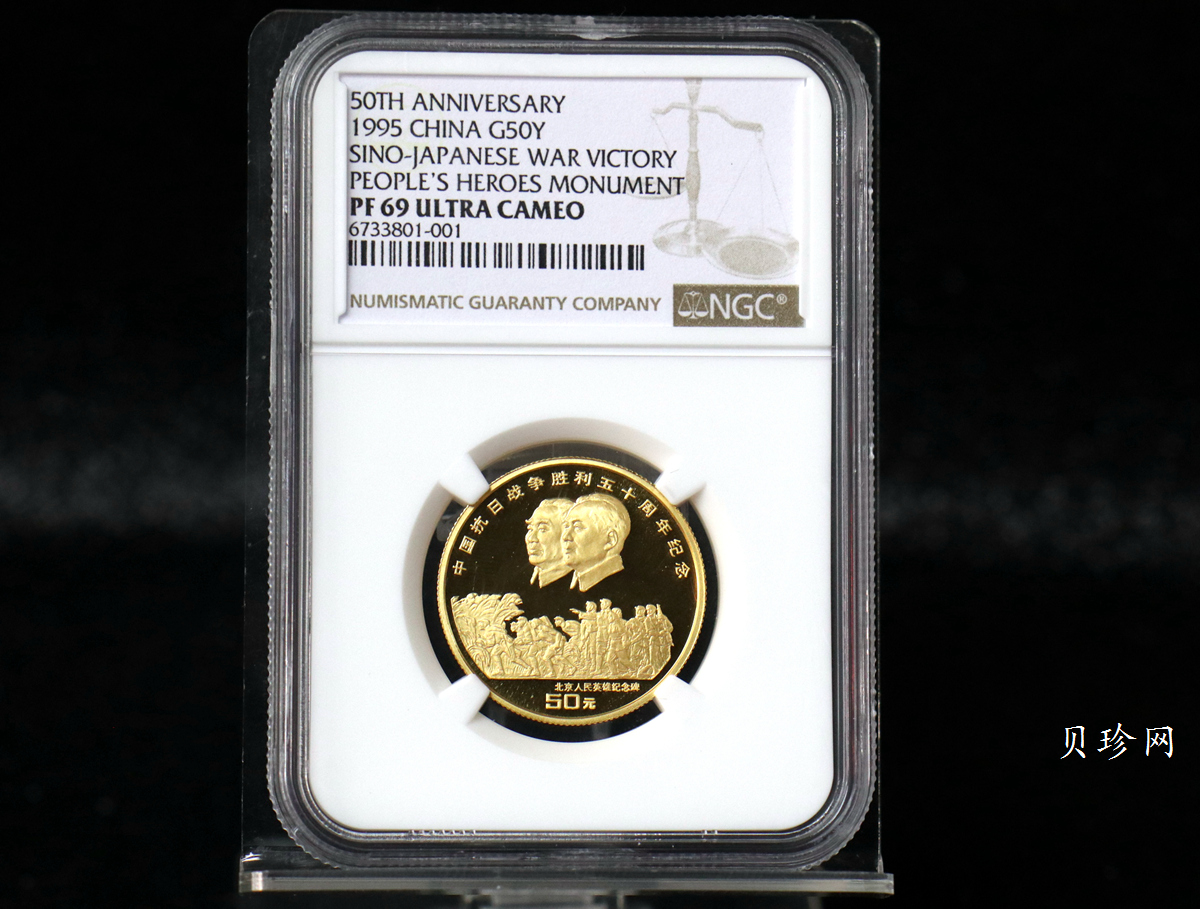 50TH ANNIVERSARY
1995 CHINA G50Y
SINO-JAPANESE WAR VICTORY
PEOPLE'S HEROES MONUMENT
PF 69 ULTRA CAMEO
6733801-001
NUMISMATIC GUARANTY COMPANY
NGC®
中国抗日战争胜利五十周年纪念
北京人民英雄纪念碑
50元
贝珍网